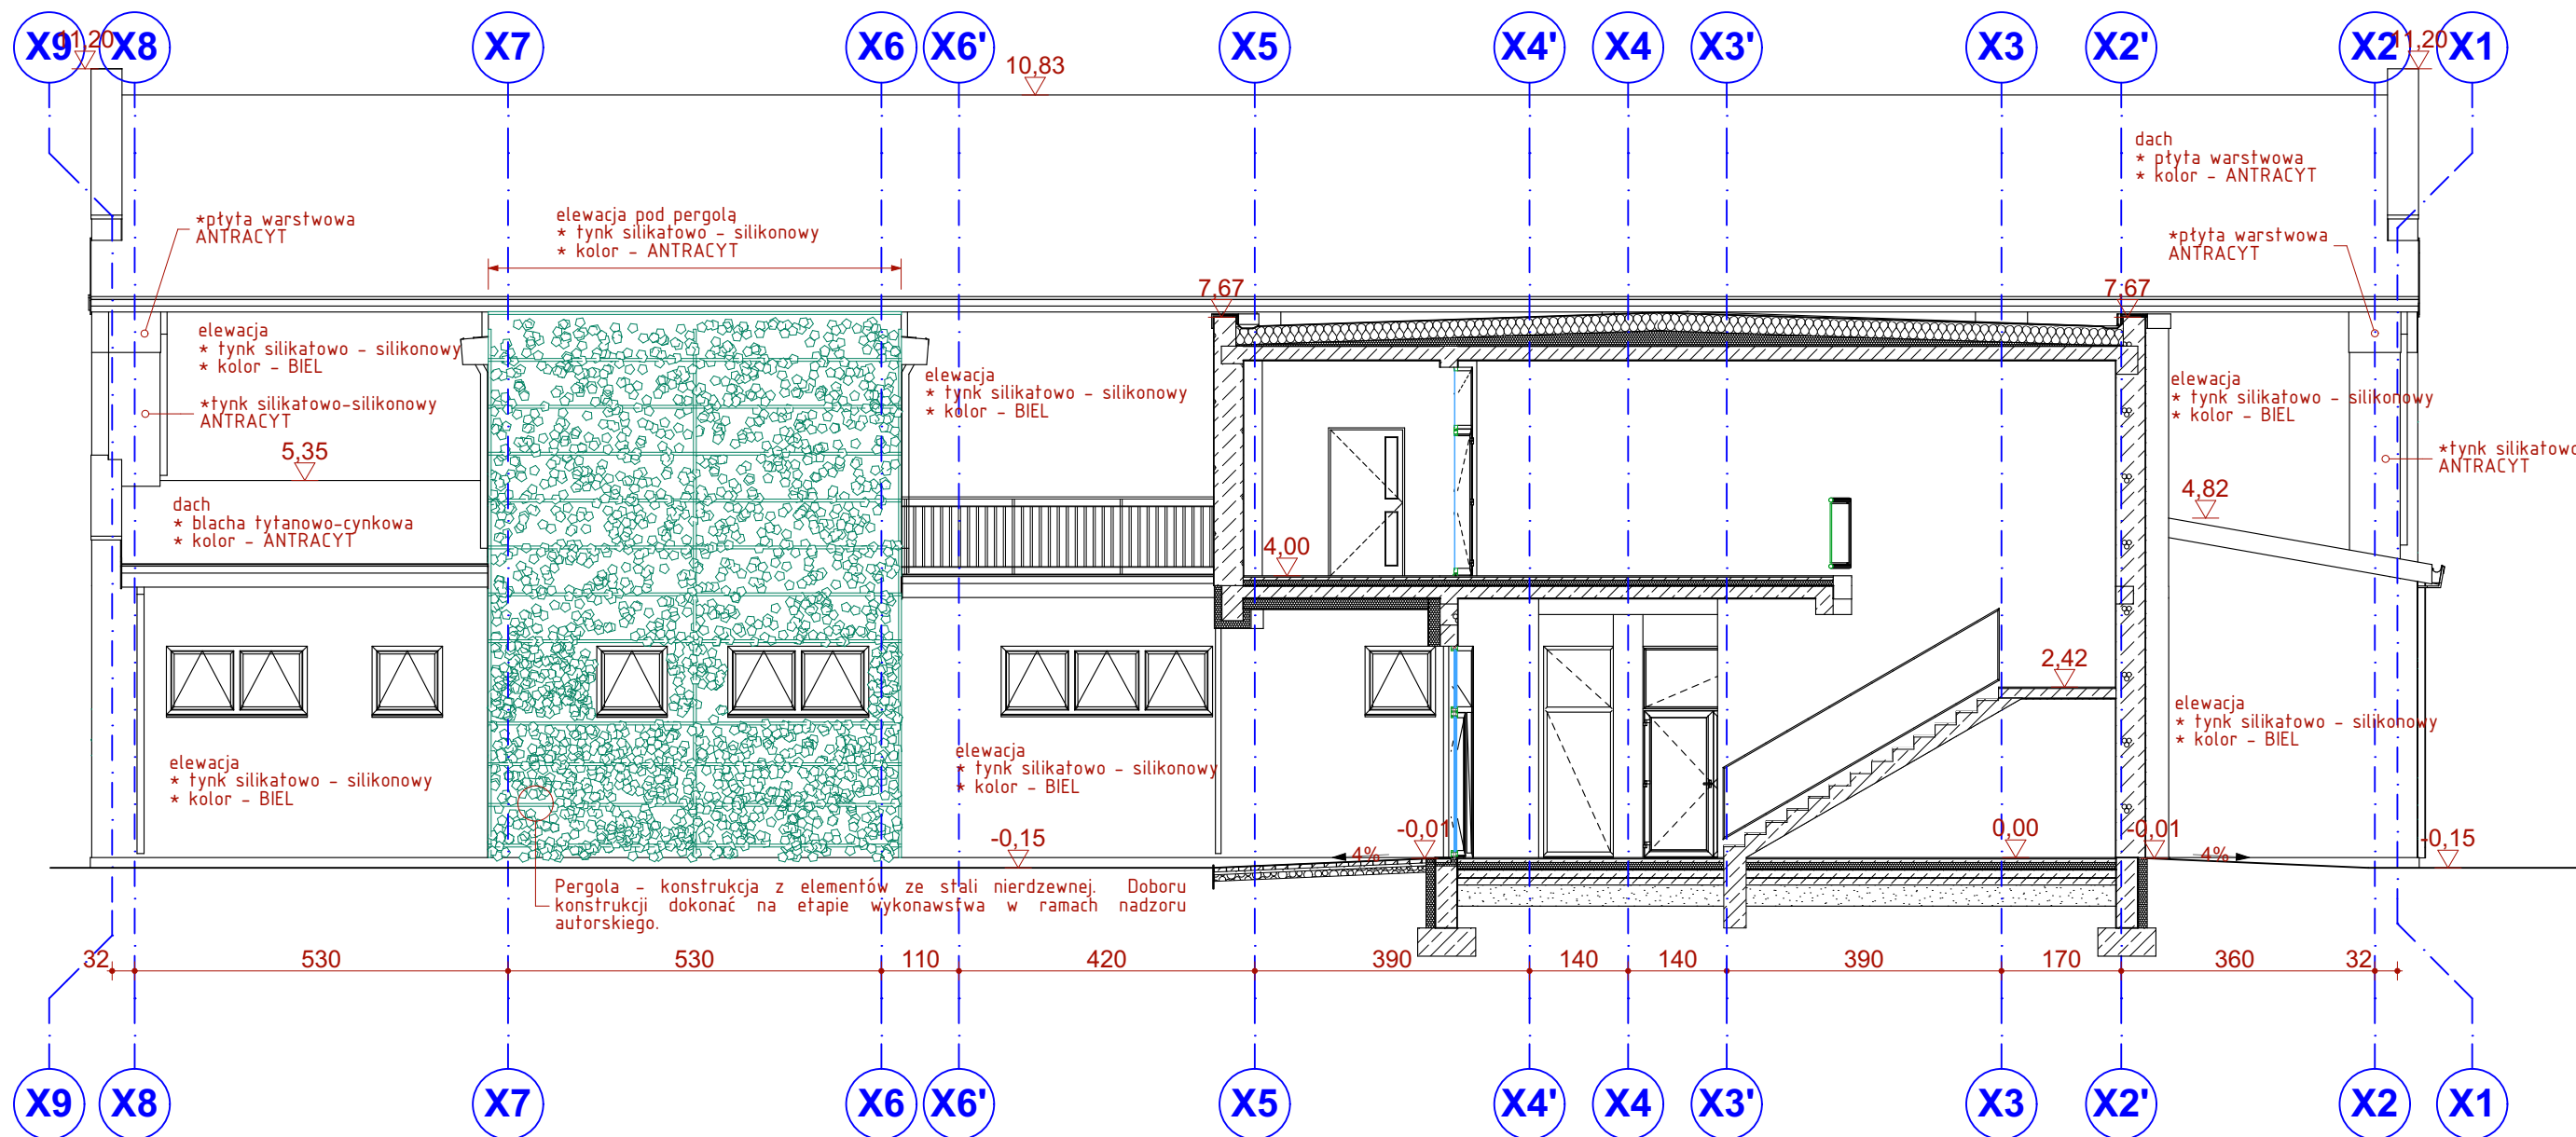 X9 X8 X7 X6 X6' X5 X4' X4 X3' X3 X2' X2 X1
11,20
11,20
10,83
dach
* płyta warstwowa
* kolor - ANTRACYT
*płyta warstwowa
ANTRACYT
elewacja pod pergolą
* tynk silikatowo - silikonowy
* kolor - ANTRACYT
*płyta warstwowa
ANTRACYT
7,67
7,67
elewacja
* tynk silikatowo - silikonowy
* kolor - BIEL
elewacja
* tynk silikatowo - silikonowy
* kolor - BIEL
elewacja
* tynk silikatowo - silikonowy
* kolor - BIEL
*tynk silikatowo-silikonowy
ANTRACYT
*tynk silikatowo
ANTRACYT
5,35
4,82
dach
* blacha tytanowo-cynkowa
* kolor - ANTRACYT
4,00
2,42
elewacja
* tynk silikatowo - silikonowy
* kolor - BIEL
elewacja
* tynk silikatowo - silikonowy
* kolor - BIEL
elewacja
* tynk silikatowo - silikonowy
* kolor - BIEL
-0,15
-0,01
0,00
-0,01
-0,15
4%
4%
Pergola - konstrukcja z elementów ze stali nierdzewnej. Doboru
konstrukcji dokonać na etapie wykonawstwa w ramach nadzoru
autorskiego.
32 530 530 110 420 390 140 140 390 170 360 32
X9 X8 X7 X6 X6' X5 X4' X4 X3' X3 X2' X2 X1